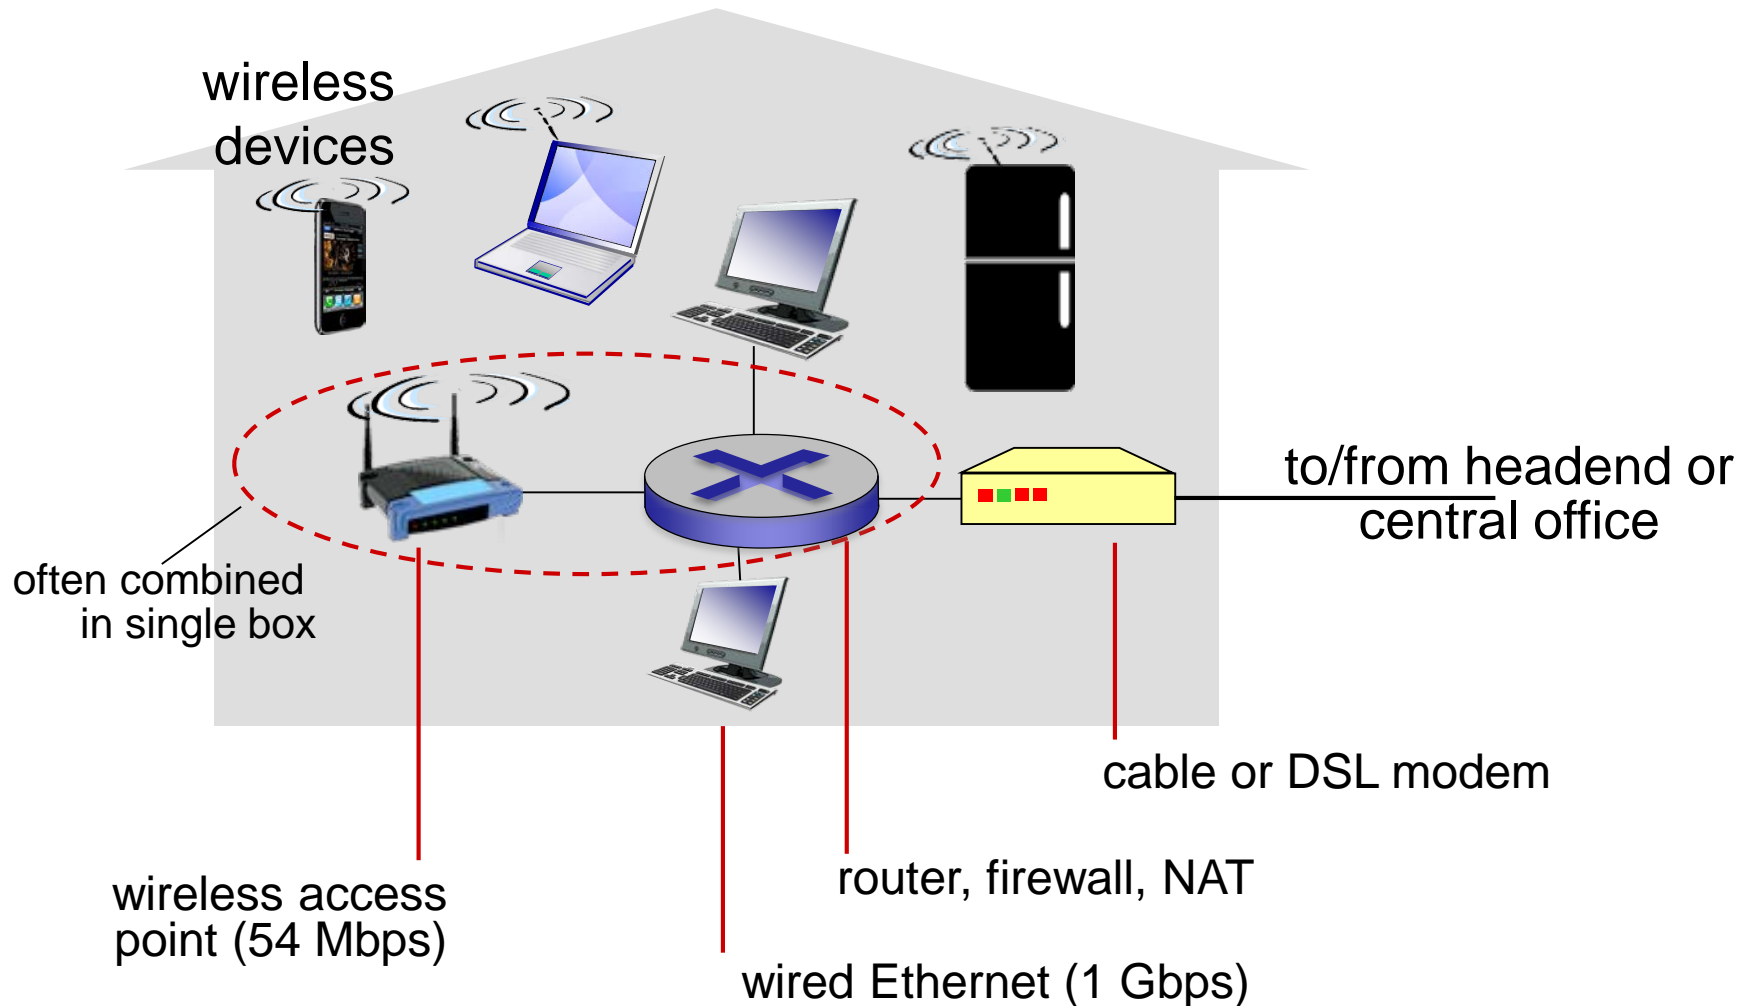 wireless
devices
to/from headend or
central office
often combined
in single box
cable or DSL modem
router, firewall, NAT
wireless access
point (54 Mbps)
wired Ethernet (1 Gbps)